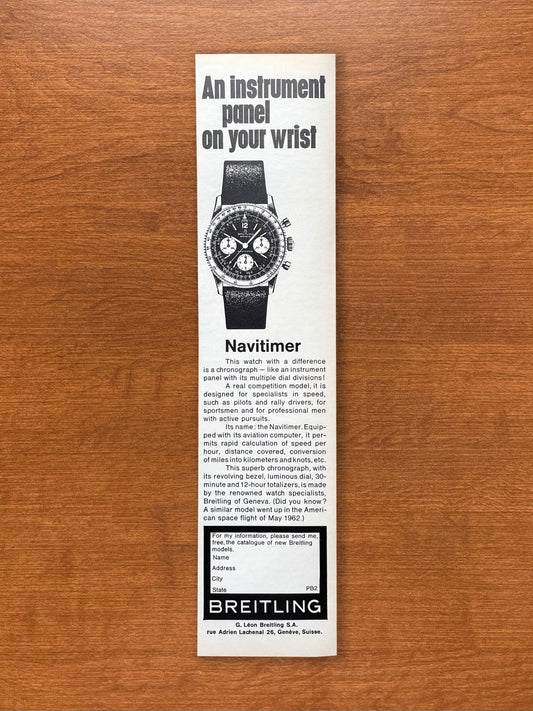 An instrument
panel
on your wrist
12
Navitimer
This watch with a difference
is a chronograph – like an instrument
panel with its multiple dial divisions!
A real competition model, it is
designed for specialists in speed,
such as pilots and rally drivers, for
sportsmen and for professional men
with active pursuits.
Its name: the Navitimer. Equip-
ped with its aviation computer, it per-
mits rapid calculation of speed per
hour, distance covered, conversion
of miles into kilometers and knots, etc.
This superb chronograph, with
its revolving bezel, luminous dial, 30-
minute and 12-hour totalizers, is made
by the renowned watch specialists,
Breitling of Geneva. (Did you know?
A similar model went up in the Ameri-
can space flight of May 1962.)
For my information, please send me,
free, the catalogue of new Breitling
models.
Name
Address
City
State PB2
BREITLING
G. Léon Breitling S.A.
rue Adrien Lachenal 26, Genève, Suisse.